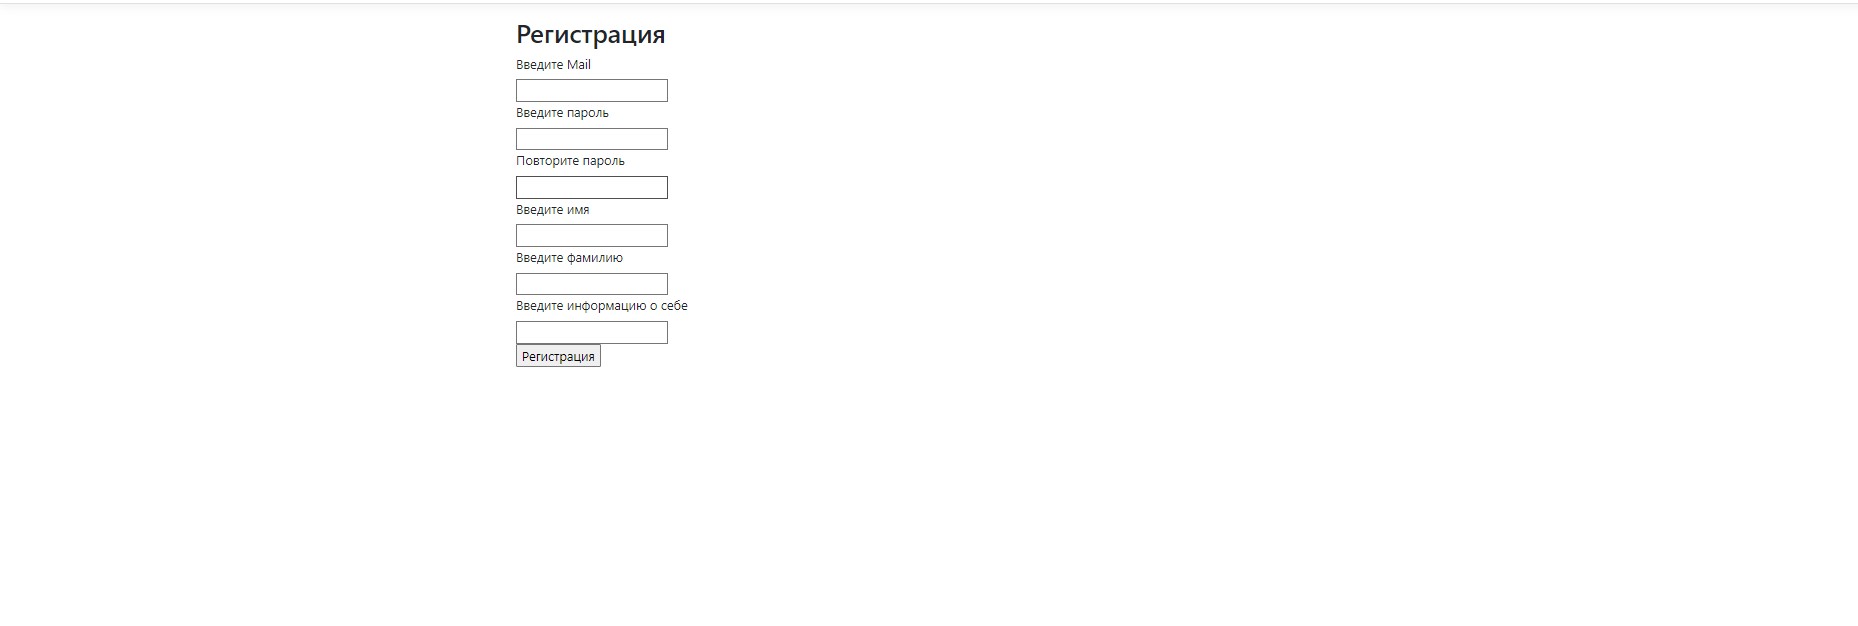 Регистрация
Введите Mail
Введите пароль
Повторите пароль
Введите имя
Введите фамилию
Введите информацию о себе
Регистрация